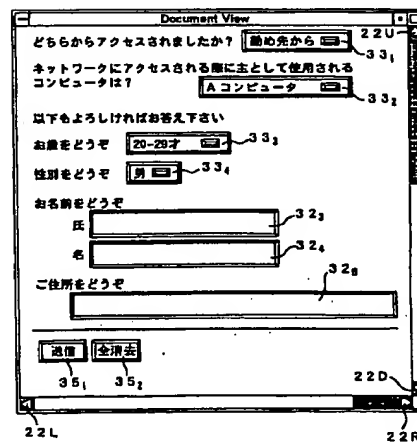 Document View
どちらからアクセスされましたか? 勤め先から 22U
33₁
ネットワークにアクセスされる際に主として使用される
コンピュータは? Aコンピュータ 33₂
以下もよろしければお答え下さい
お歳をどうぞ 20-29才 33₃
性別をどうぞ 男 33₄
お名前をどうぞ
氏 32₃
名 32₄
ご住所をどうぞ 32₅
送信 全消去
35₁ 35₂ 22D
22L 22R